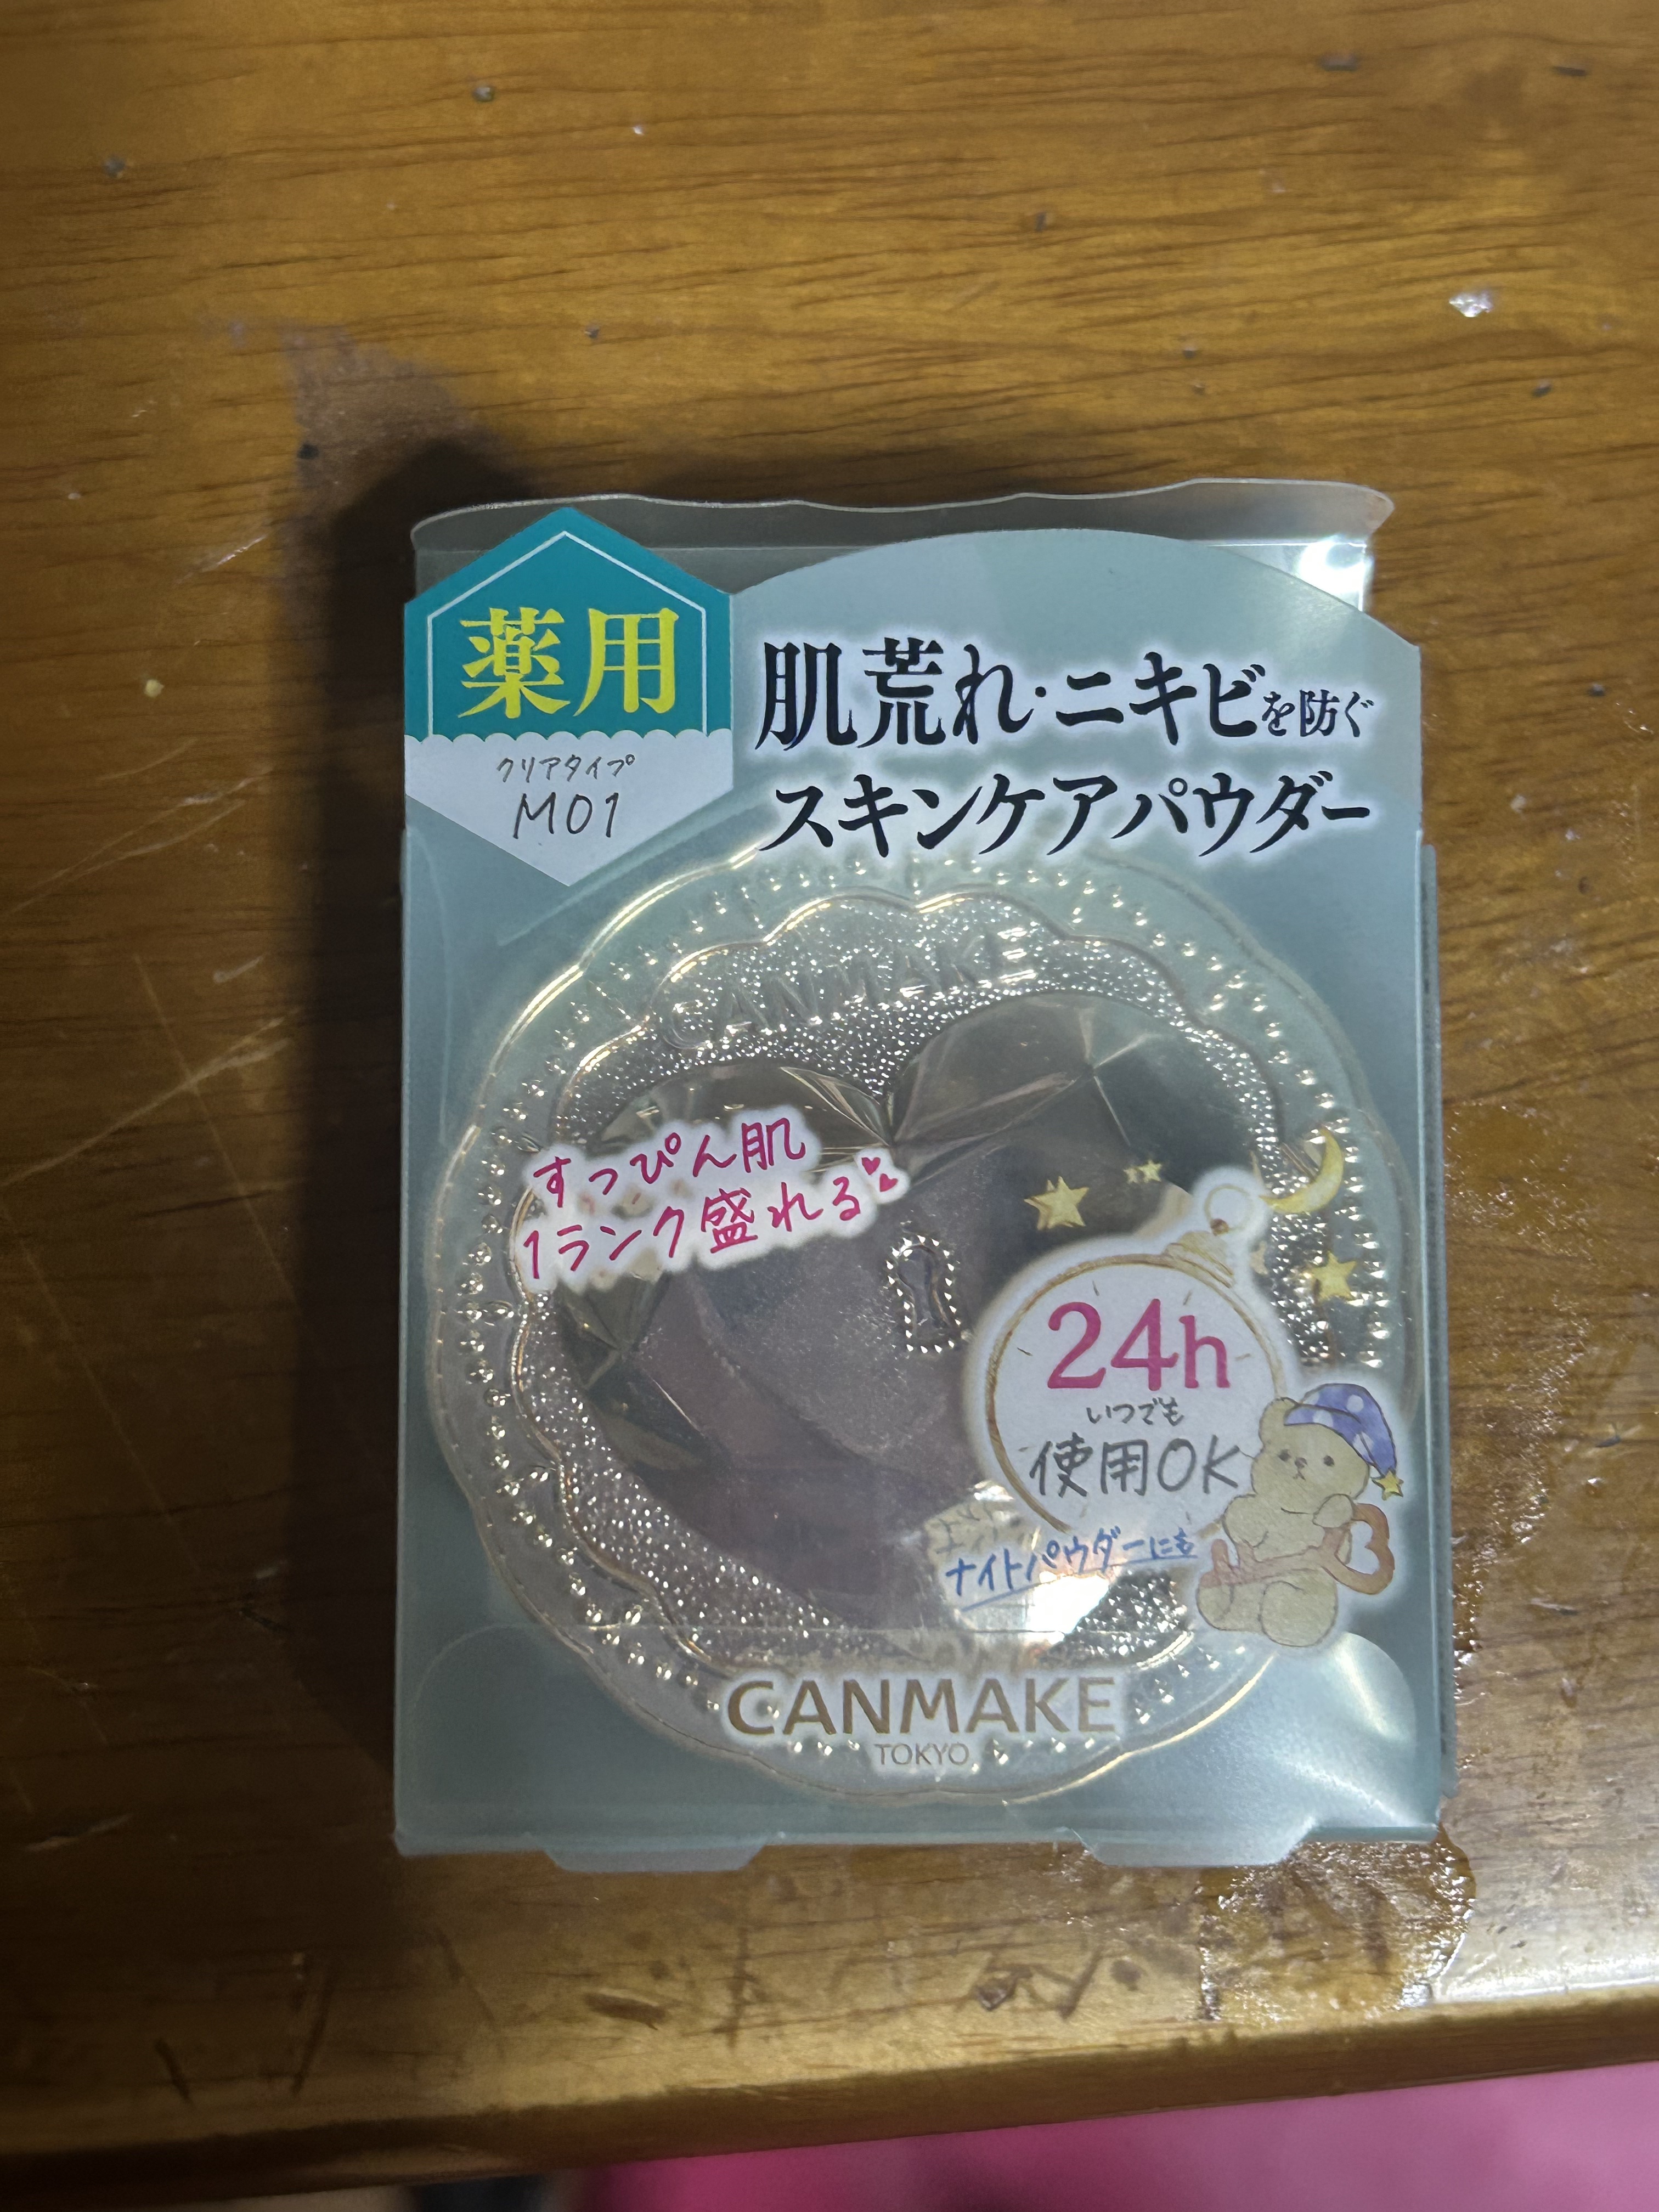 薬用
クリアタイプ
M01
肌荒れ・ニキビを防ぐ
スキンケアパウダー
CANMAKE
すっぴん肌
1ランク盛れる
24h
いつでも
使用OK
ナイトパウダーにも
CANMAKE
TOKYO